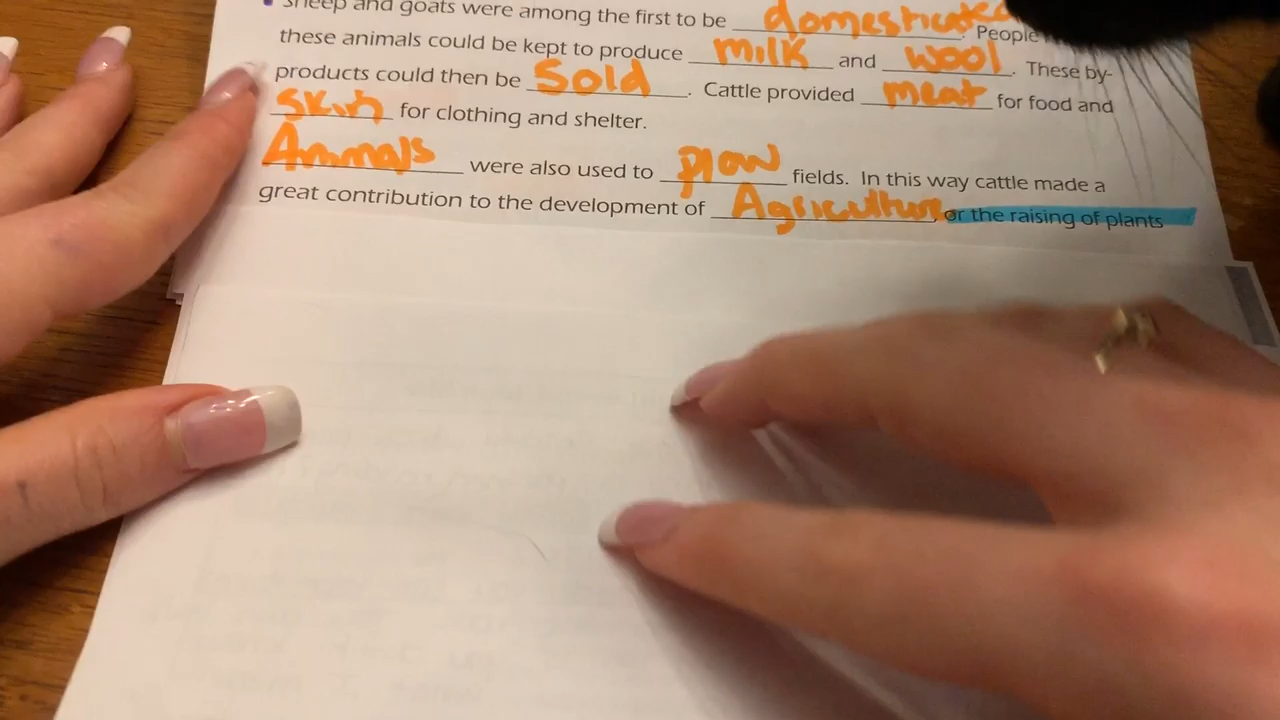 Sheep and goats were among the first to be domesticated. People
these animals could be kept to produce milk and wool. These by-
products could then be Sold. Cattle provided meat for food and
skin for clothing and shelter.
Animals were also used to plow fields. In this way cattle made a
great contribution to the development of Agriculture, or the raising of plants